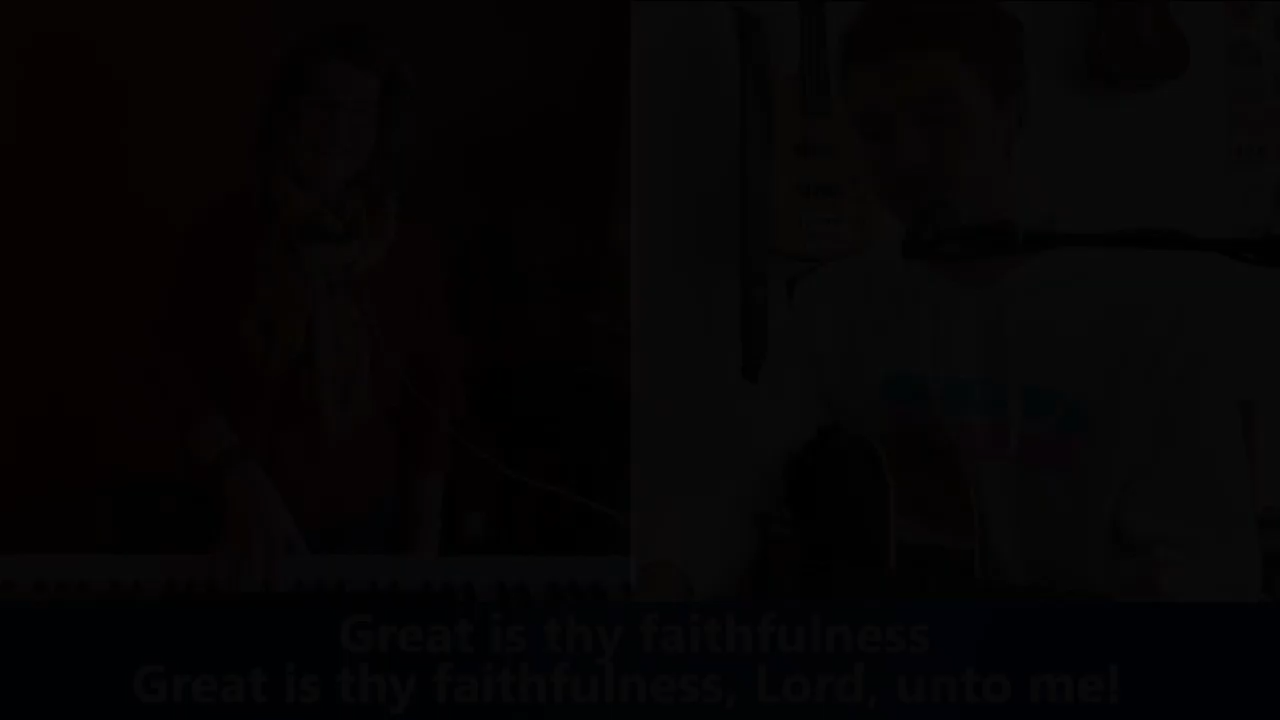 Great is thy faithfulness
Great is thy faithfulness, Lord, unto me!